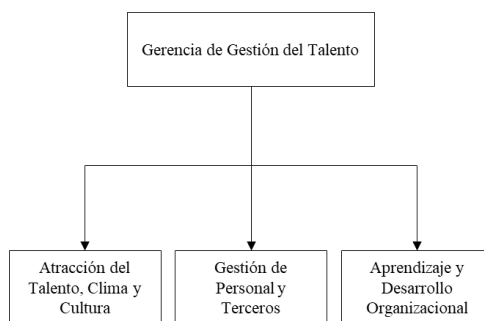 Gerencia de Gestión del Talento
Atracción del
Talento, Clima y
Cultura
Gestión de
Personal y
Terceros
Aprendizaje y
Desarrollo
Organizacional